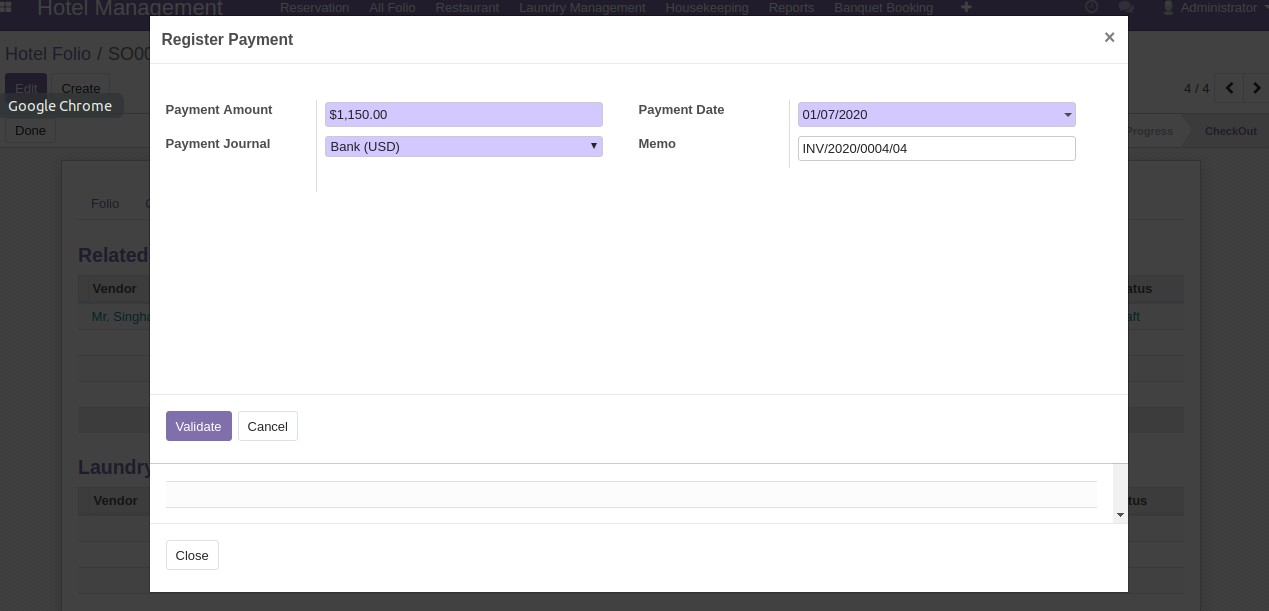 Hotel Management Reservation All Folio Restaurant Laundry Management Housekeeping Reports Banquet Booking Administrator
Hotel Folio / SO00
Edit Create
4 / 4
Google Chrome
Done
Progress CheckOut
Register Payment
×
Payment Amount $1,150.00 Payment Date 01/07/2020
Payment Journal Bank (USD) Memo INV/2020/0004/04
Validate Cancel
Close
Folio
Related
Vendor atus
Mr. Singha aft
Laundry
Vendor tus